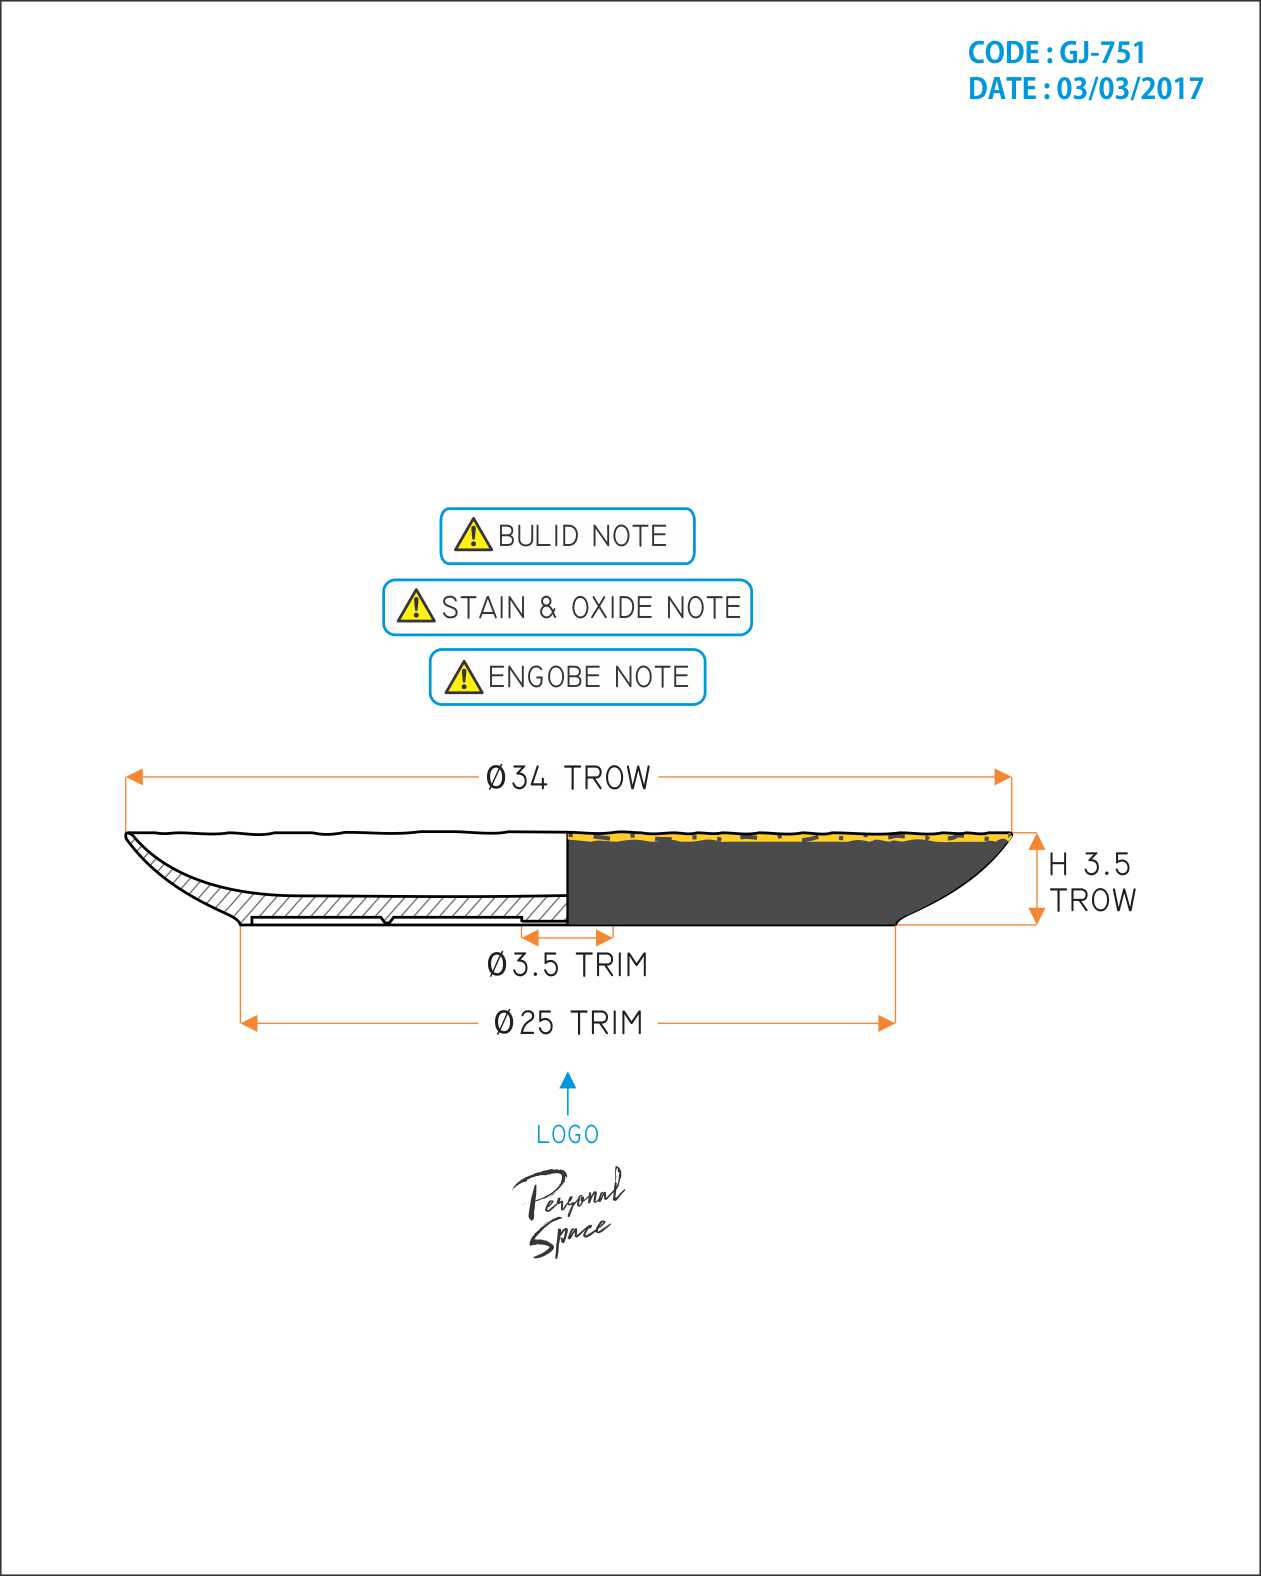 CODE : GJ-751
DATE : 03/03/2017
BULID NOTE
STAIN & OXIDE NOTE
ENGOBE NOTE
Ø34 TROW
H 3.5
TROW
Ø3.5 TRIM
Ø25 TRIM
LOGO
Personal
Space